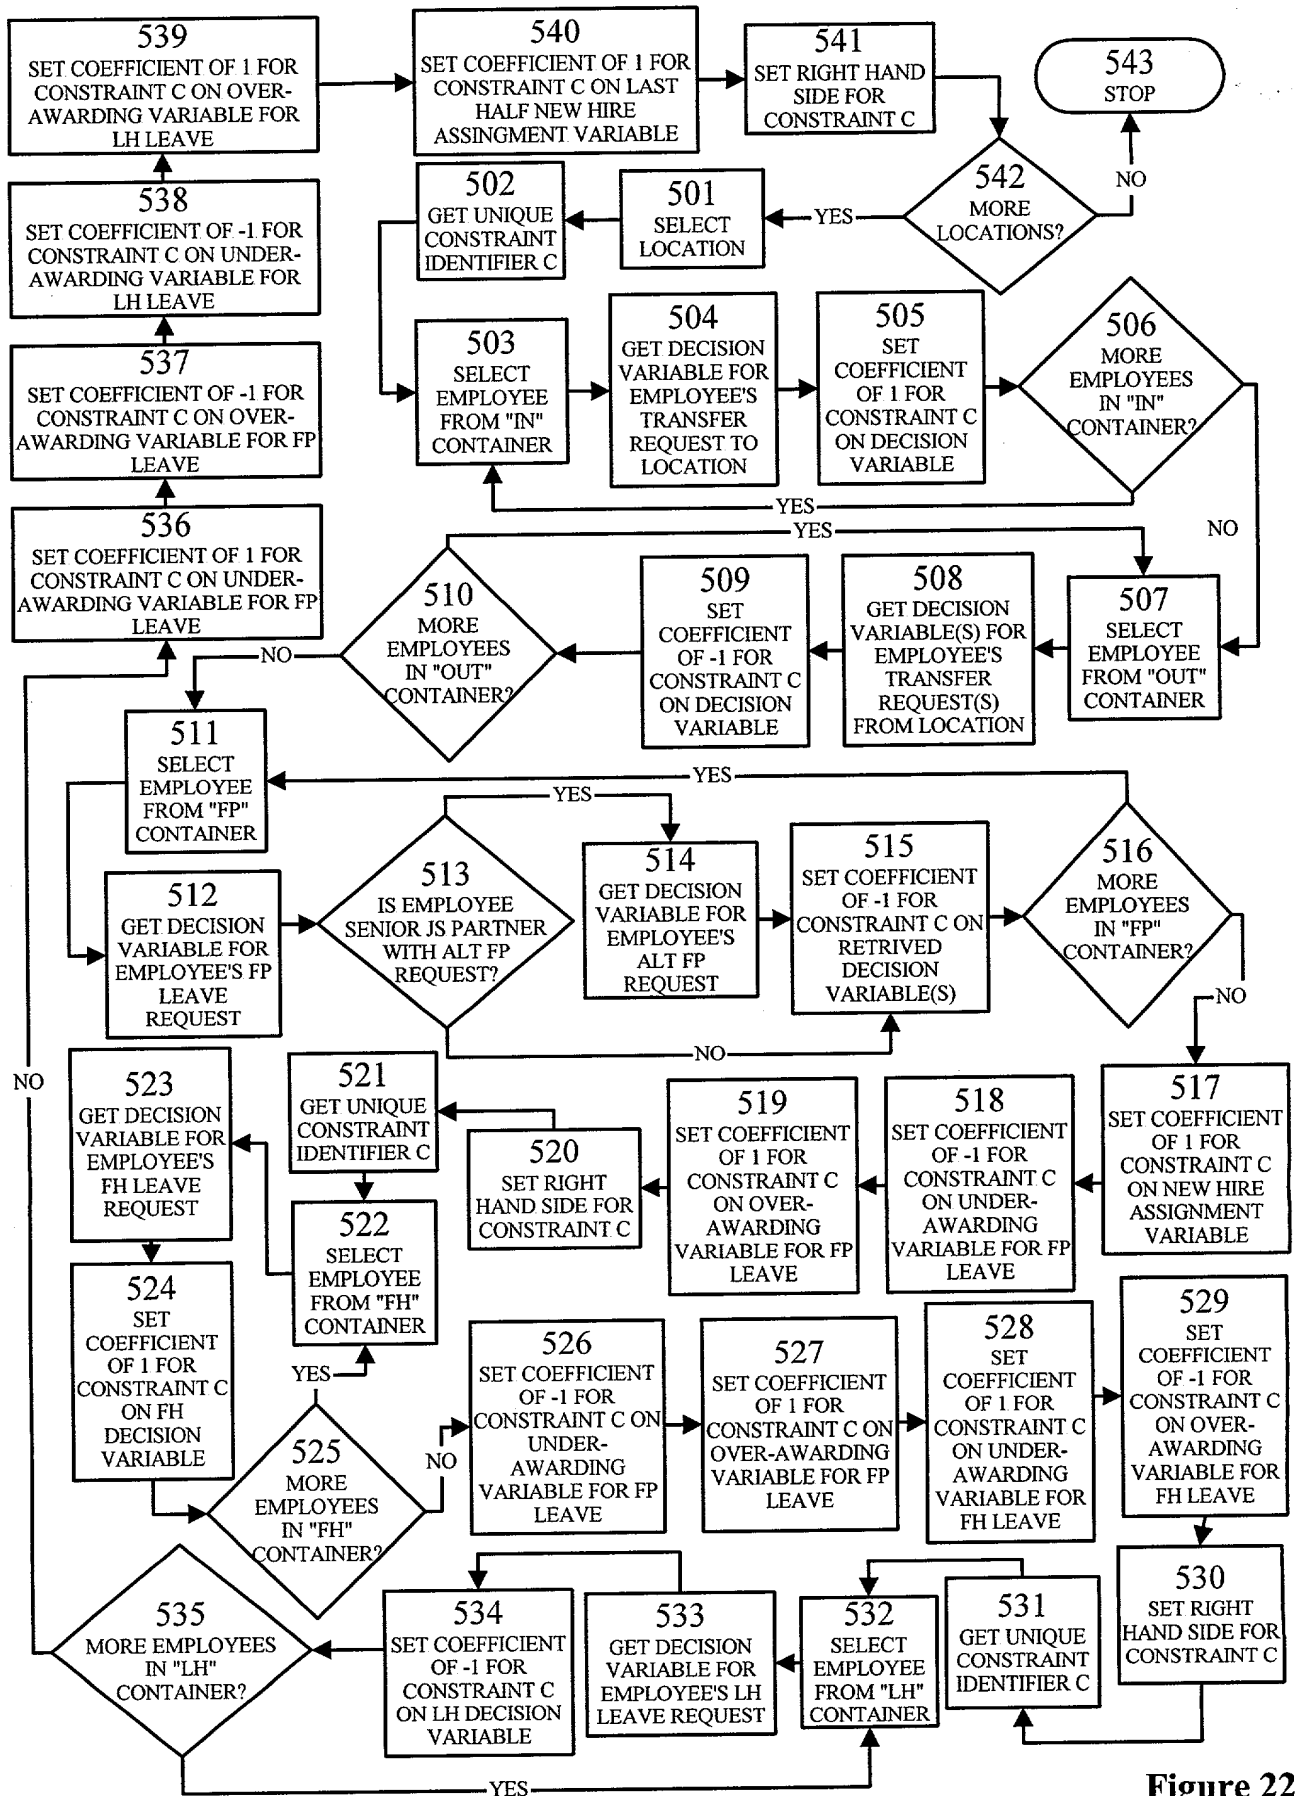 539
SET COEFFICIENT OF 1 FOR
CONSTRAINT C ON OVER-
AWARDING VARIABLE FOR
LH LEAVE
540
SET COEFFICIENT OF 1 FOR
CONSTRAINT C ON LAST
HALF NEW HIRE
ASSINGMENT VARIABLE
541
SET RIGHT HAND
SIDE FOR
CONSTRAINT C
543
STOP
542
MORE
LOCATIONS?
NO
YES
501
SELECT
LOCATION
502
GET UNIQUE
CONSTRAINT
IDENTIFIER C
538
SET COEFFICIENT OF -1 FOR
CONSTRAINT C ON UNDER-
AWARDING VARIABLE FOR
LH LEAVE
537
SET COEFFICIENT OF -1 FOR
CONSTRAINT C ON OVER-
AWARDING VARIABLE FOR FP
LEAVE
536
SET COEFFICIENT OF 1 FOR
CONSTRAINT C ON UNDER-
AWARDING VARIABLE FOR FP
LEAVE
503
SELECT
EMPLOYEE
FROM "IN"
CONTAINER
504
GET DECISION
VARIABLE FOR
EMPLOYEE'S
TRANSFER
REQUEST TO
LOCATION
505
SET
COEFFICIENT
OF 1 FOR
CONSTRAINT C
ON DECISION
VARIABLE
506
MORE
EMPLOYEES
IN "IN"
CONTAINER?
YES
NO
YES
507
SELECT
EMPLOYEE
FROM "OUT"
CONTAINER
508
GET DECISION
VARIABLE(S) FOR
EMPLOYEE'S
TRANSFER
REQUEST(S)
FROM LOCATION
509
SET
COEFFICIENT
OF -1 FOR
CONSTRAINT C
ON DECISION
VARIABLE
510
MORE
EMPLOYEES
IN "OUT"
CONTAINER?
NO
511
SELECT
EMPLOYEE
FROM "FP"
CONTAINER
YES
YES
512
GET DECISION
VARIABLE FOR
EMPLOYEE'S FP
LEAVE
REQUEST
513
IS EMPLOYEE
SENIOR JS PARTNER
WITH ALT FP
REQUEST?
514
GET DECISION
VARIABLE FOR
EMPLOYEE'S
ALT FP
REQUEST
515
SET COEFFICIENT
OF -1 FOR
CONSTRAINT C ON
RETRIVED
DECISION
VARIABLE(S)
516
MORE
EMPLOYEES
IN "FP"
CONTAINER?
NO
NO
NO
517
SET COEFFICIENT
OF 1 FOR
CONSTRAINT C
ON NEW HIRE
ASSIGNMENT
VARIABLE
518
SET COEFFICIENT
OF -1 FOR
CONSTRAINT C
ON UNDER-
AWARDING
VARIABLE FOR FP
LEAVE
519
SET COEFFICIENT
OF 1 FOR
CONSTRAINT C
ON OVER-
AWARDING
VARIABLE FOR FP
LEAVE
520
SET RIGHT
HAND SIDE FOR
CONSTRAINT C
521
GET UNIQUE
CONSTRAINT
IDENTIFIER C
522
SELECT
EMPLOYEE
FROM "FH"
CONTAINER
523
GET DECISION
VARIABLE FOR
EMPLOYEE'S
FH LEAVE
REQUEST
524
SET
COEFFICIENT
OF 1 FOR
CONSTRAINT C
ON FH
DECISION
VARIABLE
YES
525
MORE
EMPLOYEES
IN "FH"
CONTAINER?
NO
526
SET COEFFICIENT
OF -1 FOR
CONSTRAINT C ON
UNDER-
AWARDING
VARIABLE FOR FP
LEAVE
527
SET COEFFICIENT
OF 1 FOR
CONSTRAINT C ON
OVER-AWARDING
VARIABLE FOR FP
LEAVE
528
SET
COEFFICIENT
OF 1 FOR
CONSTRAINT C
ON UNDER-
AWARDING
VARIABLE FOR
FH LEAVE
529
SET
COEFFICIENT
OF -1 FOR
CONSTRAINT C
ON OVER-
AWARDING
VARIABLE FOR
FH LEAVE
530
SET RIGHT
HAND SIDE FOR
CONSTRAINT C
531
GET UNIQUE
CONSTRAINT
IDENTIFIER C
532
SELECT
EMPLOYEE
FROM "LH"
CONTAINER
533
GET DECISION
VARIABLE FOR
EMPLOYEE'S LH
LEAVE REQUEST
534
SET COEFFICIENT
OF -1 FOR
CONSTRAINT C
ON LH DECISION
VARIABLE
535
MORE EMPLOYEES
IN "LH"
CONTAINER?
YES
Figure 22